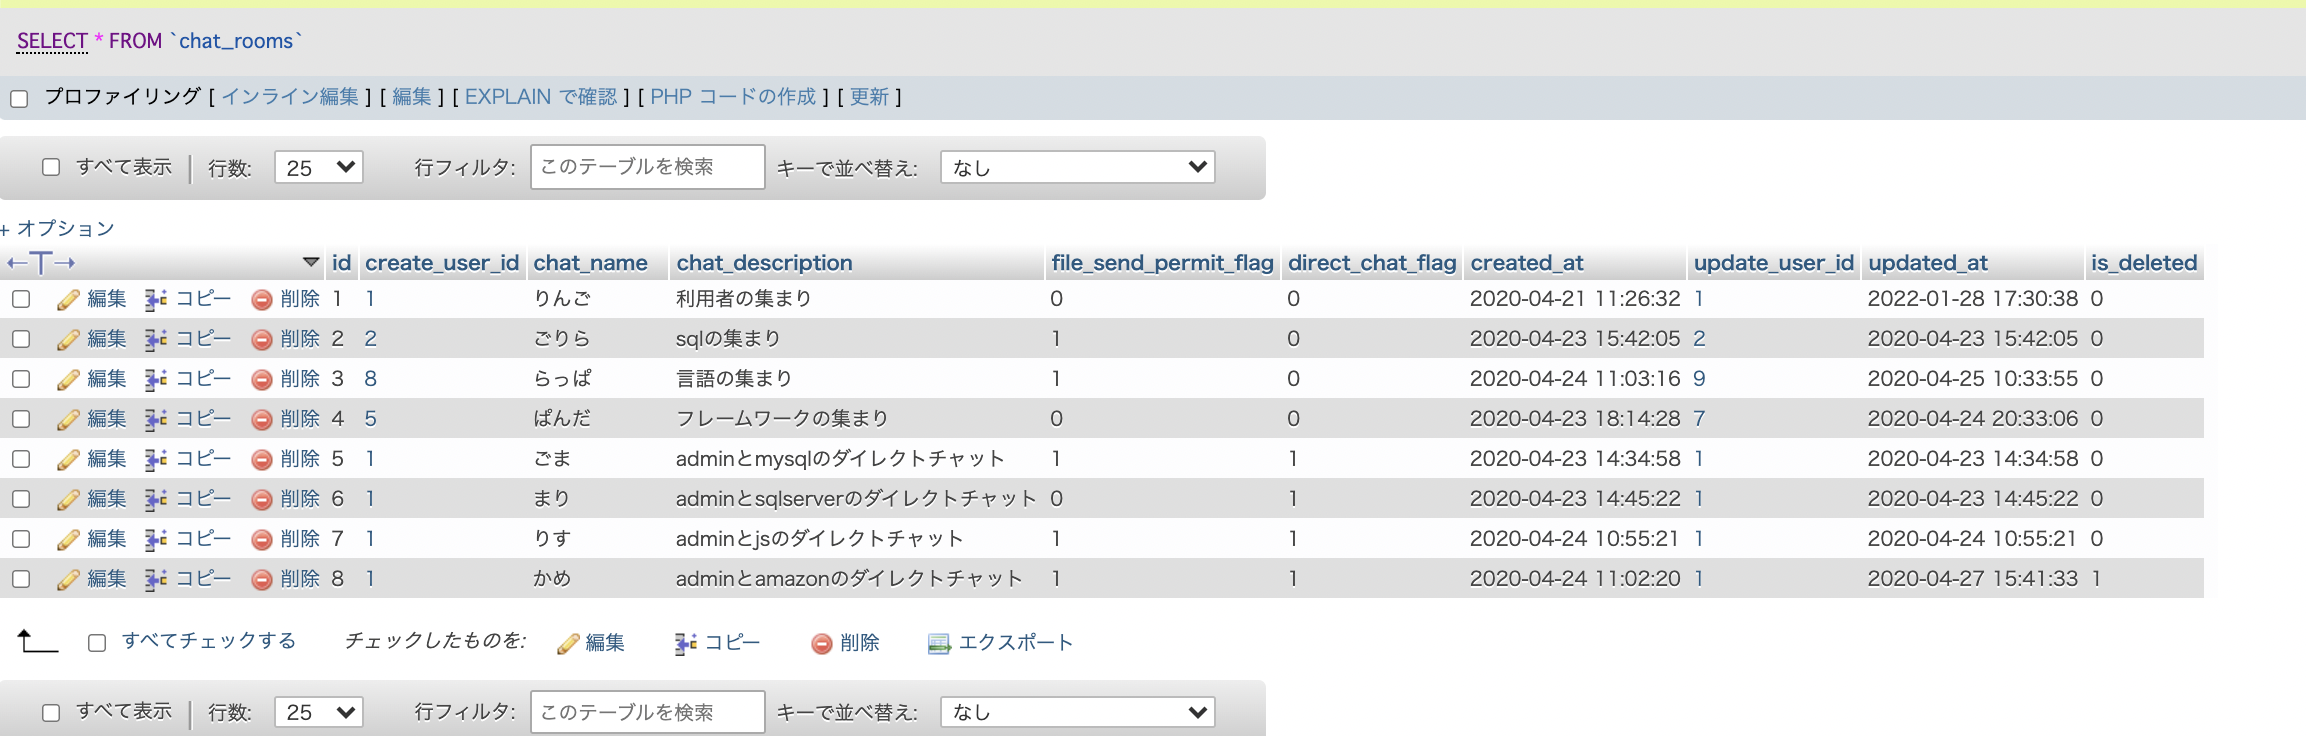 SELECT * FROM `chat_rooms`
プロファイリング [ インライン編集 ] [ 編集 ] [ EXPLAIN で確認 ] [ PHP コードの作成 ] [ 更新 ]
すべて表示 行数: 25 行フィルタ: このテーブルを検索 キーで並べ替え: なし
+ オプション
←T→ id create_user_id chat_name chat_description file_send_permit_flag direct_chat_flag created_at update_user_id updated_at is_deleted
編集 コピー 削除 1 1 りんご 利用者の集まり 0 0 2020-04-21 11:26:32 1 2022-01-28 17:30:38 0
編集 コピー 削除 2 2 ごりら sqlの集まり 1 0 2020-04-23 15:42:05 2 2020-04-23 15:42:05 0
編集 コピー 削除 3 8 らっぱ 言語の集まり 1 0 2020-04-24 11:03:16 9 2020-04-25 10:33:55 0
編集 コピー 削除 4 5 ぱんだ フレームワークの集まり 0 0 2020-04-23 18:14:28 7 2020-04-24 20:33:06 0
編集 コピー 削除 5 1 ごま adminとmysqlのダイレクトチャット 1 1 2020-04-23 14:34:58 1 2020-04-23 14:34:58 0
編集 コピー 削除 6 1 まり adminとsqlserverのダイレクトチャット 0 1 2020-04-23 14:45:22 1 2020-04-23 14:45:22 0
編集 コピー 削除 7 1 りす adminとjsのダイレクトチャット 1 1 2020-04-24 10:55:21 1 2020-04-24 10:55:21 0
編集 コピー 削除 8 1 かめ adminとamazonのダイレクトチャット 1 1 2020-04-24 11:02:20 1 2020-04-27 15:41:33 1
すべてチェックする チェックしたものを: 編集 コピー 削除 エクスポート
すべて表示 行数: 25 行フィルタ: このテーブルを検索 キーで並べ替え: なし